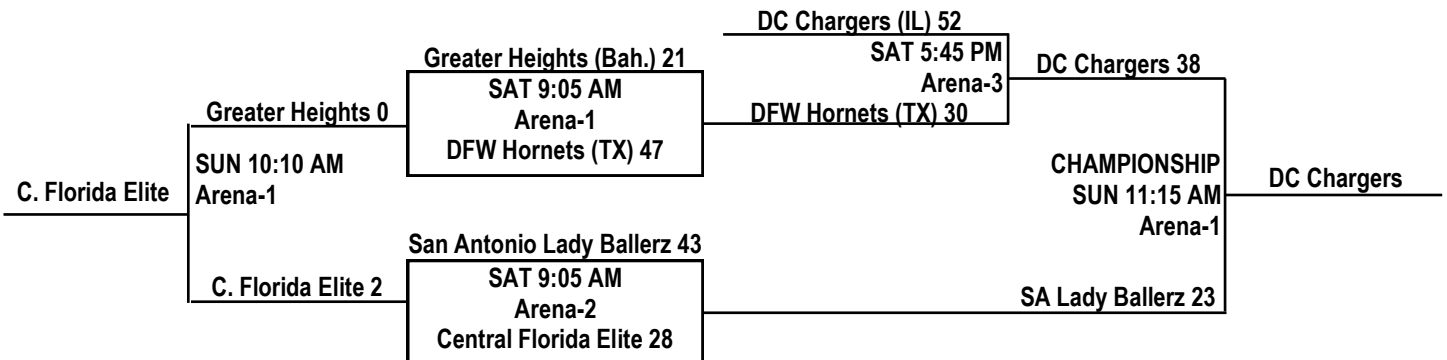 DC Chargers (IL) 52
SAT 5:45 PM
Arena-3
DFW Hornets (TX) 30
Greater Heights (Bah.) 21
SAT 9:05 AM
Arena-1
DFW Hornets (TX) 47
DC Chargers 38
Greater Heights 0
SUN 10:10 AM
Arena-1
C. Florida Elite
C. Florida Elite 2
San Antonio Lady Ballerz 43
SAT 9:05 AM
Arena-2
Central Florida Elite 28
CHAMPIONSHIP
SUN 11:15 AM
Arena-1
DC Chargers
SA Lady Ballerz 23